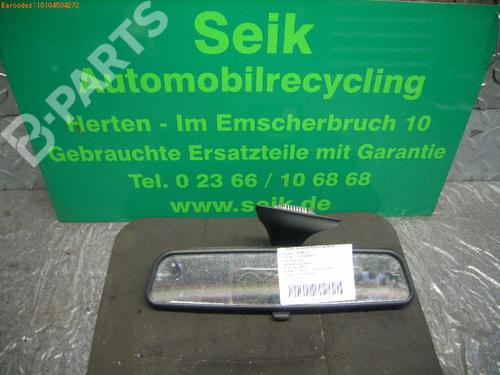 Barcodes:10104504272
B-PARTS
Seik
Automobilrecycling
Herten - Im Emscherbruch 10
Gebrauchte Ersatzteile mit Garantie
Tel. 0 23 66 / 10 68 68
www.seik.de